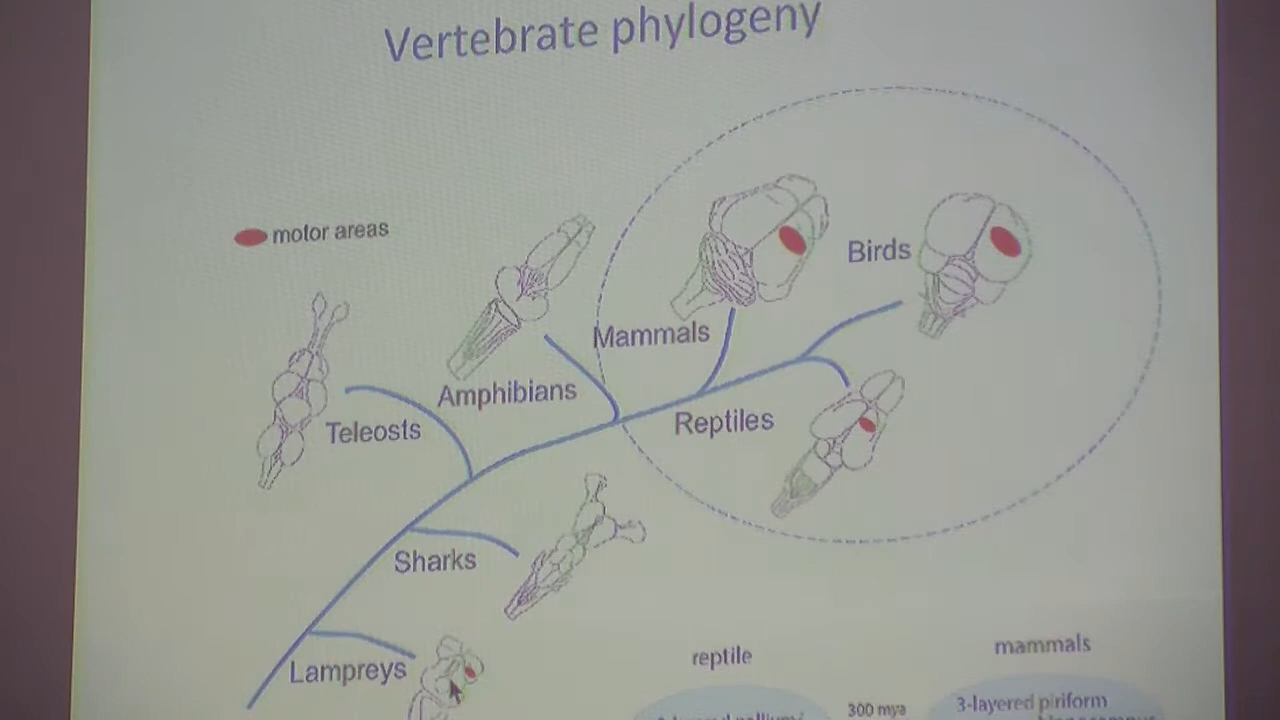 Vertebrate phylogeny
motor areas
Birds
Mammals
Amphibians
Reptiles
Teleosts
Sharks
Lampreys
reptile
mammals
300 mya
3-layered piriform